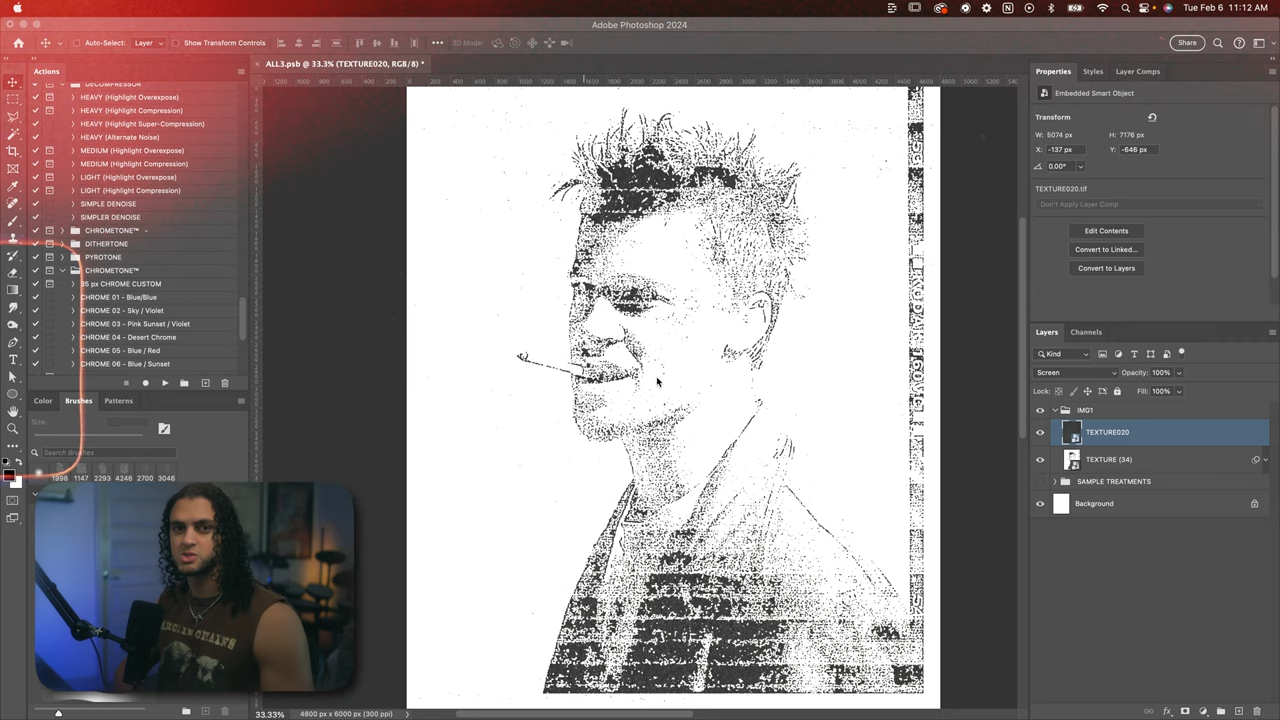 Tue Feb 6 11:12 AM
Adobe Photoshop 2024
Auto-Select: Layer Show Transform Controls 3D Mode: Share
Actions
ALL3.psb @ 33.3% (TEXTURE020, RGB/8) *
Properties Styles Layer Comps
DECOMPRESSOR
HEAVY (Highlight Overexpose)
HEAVY (Highlight Compression)
HEAVY (Highlight Super-Compression)
HEAVY (Alternate Noise)
MEDIUM (Highlight Overexpose)
MEDIUM (Highlight Compression)
LIGHT (Highlight Overexpose)
LIGHT (Highlight Compression)
SIMPLE DENOISE
SIMPLER DENOISE
CHROMETONE™ -
DITHERTONE
PYROTONE
CHROMETONE™
35 px CHROME CUSTOM
CHROME 01 - Blue/Blue
CHROME 02 - Sky / Violet
CHROME 03 - Pink Sunset / Violet
CHROME 04 - Desert Chrome
CHROME 05 - Blue / Red
CHROME 06 - Blue / Sunset
Color Brushes Patterns
Size:
Search Brushes
1998 1147 2293 4246 2700 3046
Embedded Smart Object
Transform
W: 5074 px H: 7176 px
X: -137 px Y: -646 px
0.00°
TEXTURE020.tif
Don't Apply Layer Comp
Edit Contents
Convert to Linked...
Convert to Layers
Layers Channels
Kind
Screen Opacity: 100%
Lock: Fill: 100%
IMG1
TEXTURE020
TEXTURE (34)
SAMPLE TREATMENTS
Background
33.33% 4800 px x 6000 px (300 ppi)